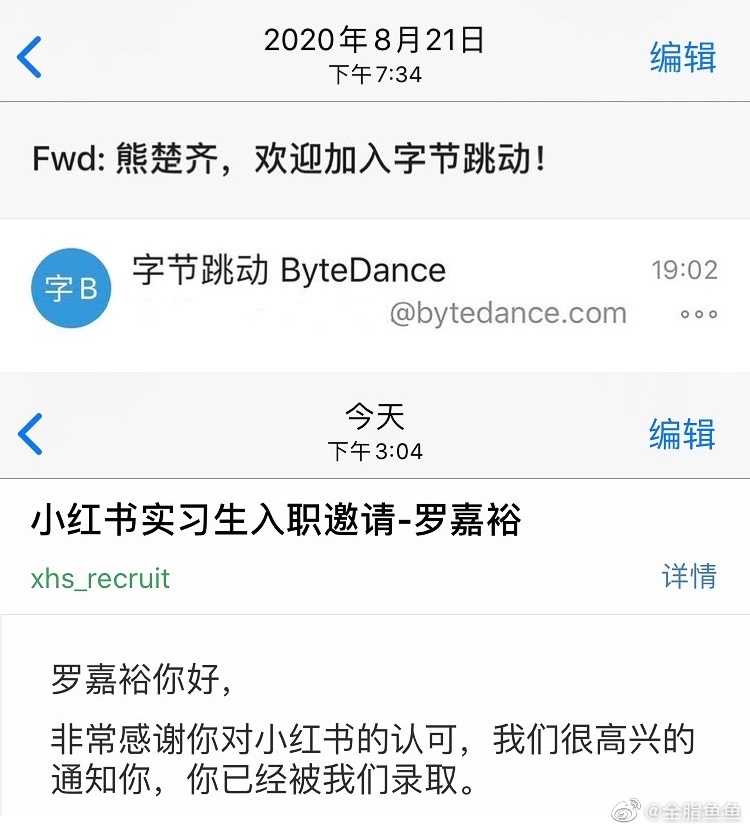 2020年8月21日
下午7:34
编辑
Fwd: 熊楚齐，欢迎加入字节跳动！
字B
字节跳动 ByteDance
19:02
@bytedance.com
今天
下午3:04
编辑
小红书实习生入职邀请-罗嘉裕
xhs_recruit
详情
罗嘉裕你好，
非常感谢你对小红书的认可，我们很高兴的
通知你，你已经被我们录取。
@全脂鱼鱼